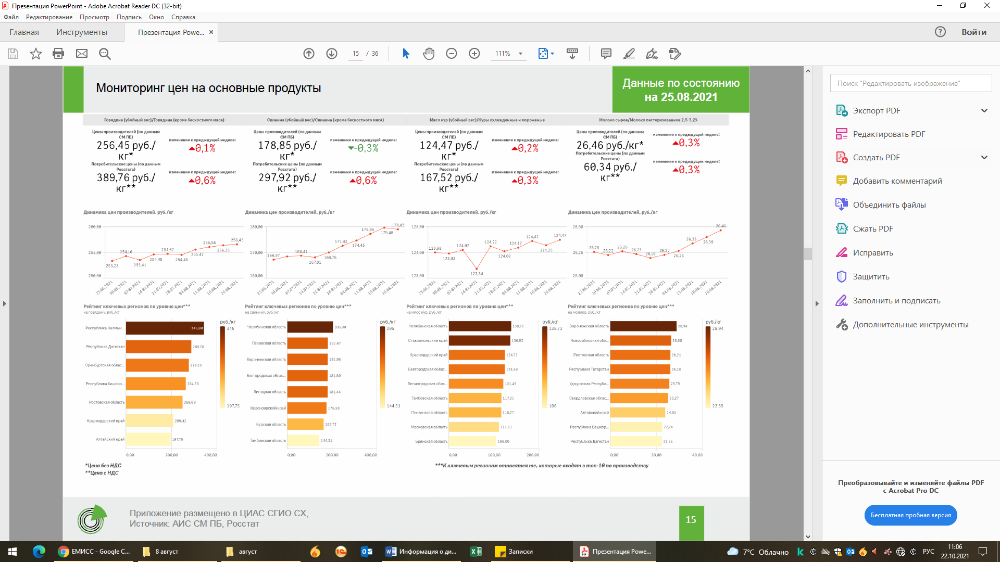 Презентация PowerPoint - Adobe Acrobat Reader DC (32-bit)
Файл Редактирование Просмотр Подпись Окно Справка
Главная Инструменты Презентация Powe... × Войти
15 / 36 111%
Мониторинг цен на основные продукты
Данные по состоянию
на 25.08.2021
Говядина (убойный вес)/Говядина (кроме бескостного мяса)
Цены производителей (по данным
СМ ПБ)
256,45 руб./
кг*
изменение к предыдущей неделе:
0,1%
Потребительские цены (по данным
Росстата)
389,76 руб./
кг**
изменение к предыдущей неделе:
0,6%
Свинина (убойный вес)/Свинина (кроме бескостного мяса)
Цены производителей (по данным
СМ ПБ)
178,85 руб./
кг*
изменение к предыдущей неделе:
-0,3%
Потребительские цены (по данным
Росстата)
297,92 руб./
кг**
изменение к предыдущей неделе:
0,6%
Мясо кур (убойный вес)/Куры охлажденные и мороженые
Цены производителей (по данным
СМ ПБ)
124,47 руб./
кг*
изменение к предыдущей неделе:
0,2%
Потребительские цены (по данным
Росстата)
167,52 руб./
кг**
изменение к предыдущей неделе:
0,3%
Молоко сырое/Молоко пастеризованное 2,5-3,2%
Цены производителей (по данным
СМ ПБ)
26,46 руб./кг*
изменение к предыдущей неделе:
0,3%
Потребительские цены (по данным
Росстата)
60,34 руб./
кг**
изменение к предыдущей неделе:
0,3%
Динамика цен производителей, руб./кг
260,00
255,00
250,00
253,23 254,16 253,41 254,48 254,62 254,46 255,47 255,98 256,25 256,45
23.06.2021 30.06.2021 07.07.2021 14.07.2021 21.07.2021 28.07.2021 04.08.2021 11.08.2021 18.08.2021 25.08.2021
Динамика цен производителей, руб./кг
180,00
170,00
160,00
166,97 168,41 167,81 169,76 172,43 174,45 176,95 179,40 178,85
23.06.2021 30.06.2021 07.07.2021 14.07.2021 21.07.2021 28.07.2021 04.08.2021 11.08.2021 18.08.2021 25.08.2021
Динамика цен производителей, руб./кг
125,00
124,00
123,00
123,98 123,93 124,07 123,34 124,22 124,02 124,17 124,42 124,25 124,47
23.06.2021 30.06.2021 07.07.2021 14.07.2021 21.07.2021 28.07.2021 04.08.2021 11.08.2021 18.08.2021 25.08.2021
Динамика цен производителей, руб./кг
26,50
26,25
26,00
26,25 26,22 26,26 26,23 26,19 26,22 26,26 26,33 26,39 26,46
23.06.2021 30.06.2021 07.07.2021 14.07.2021 21.07.2021 28.07.2021 04.08.2021 11.08.2021 18.08.2021 25.08.2021
Рейтинг ключевых регионов по уровню цен***
на говядину, руб./кг
Республика Калмык... 345,00
Республика Дагестан 288,78
Оренбургская облас... 278,16
Республика Башкор... 264,53
Ростовская область 250,00
Краснодарский край 209,42
Алтайский край 197,75
0,00 200,00 400,00
руб./кг
345
197,75
Рейтинг ключевых регионов по уровню цен***
на свинину, руб./кг
Челябинская область 205,00
Псковская область 182,47
Воронежская область 181,96
Белгородская облас... 181,60
Липецкая область 181,44
Красноярский край 176,58
Курская область 163,72
Тамбовская область 144,31
0,00 200,00 400,00
руб./кг
205
144,31
Рейтинг ключевых регионов по уровню цен***
на мясо кур, руб./кг
Челябинская область 138,72
Ставропольский край 136,92
Краснодарский край 124,73
Белгородская облас... 124,59
Ленинградская обла... 121,49
Тамбовская область 117,21
Пензенская область 116,77
Московская область 111,61
Брянская область 106,00
0,00 100,00 200,00
руб./кг
138,72
106
Рейтинг ключевых регионов по уровню цен***
на молоко, руб./кг
Воронежская область 28,94
Новосибирская обл... 26,58
Ростовская область 26,21
Республика Татарстан 26,18
Удмуртская Республ... 25,79
Свердловская облас... 25,27
Алтайский край 24,03
Республика Башкор... 22,74
Республика Дагестан 22,55
0,00 20,00 40,00
руб./кг
28,94
22,55
*Цена без НДС
**Цена с НДС
***К ключевым регионам относятся те, которые входят в топ-10 по производству
Приложение размещено в ЦИАС СГИО СХ,
Источник: АИС СМ ПБ, Росстат
15
Поиск "Редактировать изображение"
Экспорт PDF
Редактировать PDF
Создать PDF
Добавить комментарий
Объединить файлы
Сжать PDF
Исправить
Защитить
Заполнить и подписать
Дополнительные инструменты
Преобразовывайте и изменяйте файлы PDF
с Acrobat Pro DC
Бесплатная пробная версия
ЕМИСС - Google C... 8 август август Информация о ди... Записки Презентация Powe... 7°C Облачно РУС 11:06
22.10.2021